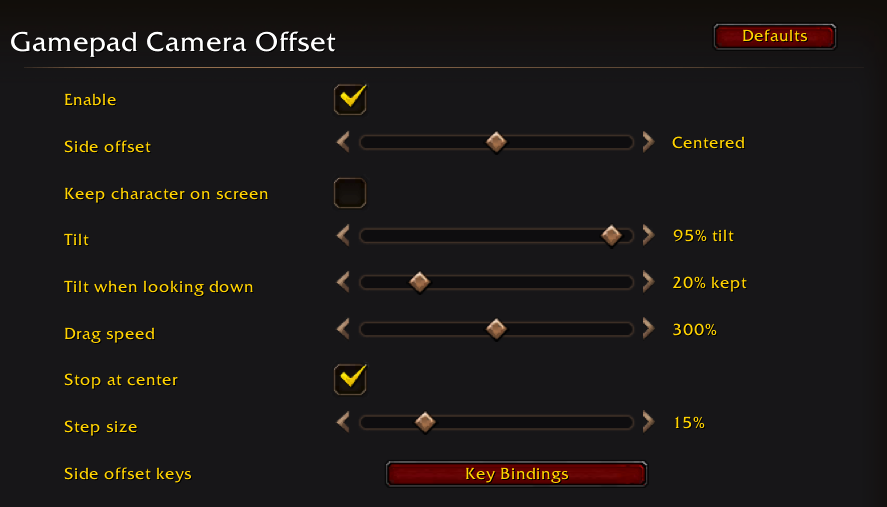 Gamepad Camera Offset
Defaults
Enable
Side offset
Centered
Keep character on screen
Tilt
95% tilt
Tilt when looking down
20% kept
Drag speed
300%
Stop at center
Step size
15%
Side offset keys
Key Bindings